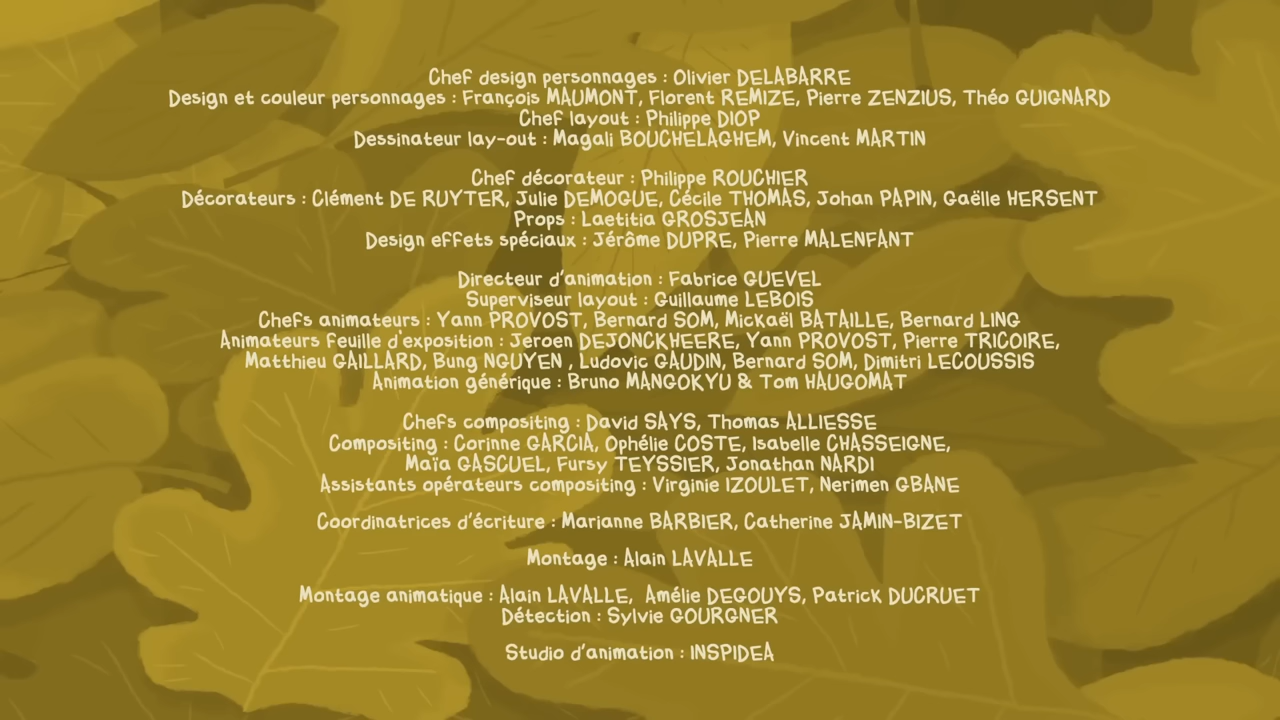 Chef design personnages : Olivier DELABARRE
Design et couleur personnages : François MAUMONT, Florent REMIZE, Pierre ZENZIUS, Théo GUIGNARD
Chef layout : Philippe DIOP
Dessinateur lay-out : Magali BOUCHELAGHEM, Vincent MARTIN
Chef décorateur : Philippe ROUCHIER
Décorateurs : Clément DE RUYTER, Julie DEMOGUE, Cécile THOMAS, Johan PAPIN, Gaëlle HERSENT
Props : Laetitia GROSJEAN
Design effets spéciaux : Jérôme DUPRE, Pierre MALENFANT
Directeur d'animation : Fabrice GUEVEL
Superviseur layout : Guillaume LEBOIS
Chefs animateurs : Yann PROVOST, Bernard SOM, Mickaël BATAILLE, Bernard LING
Animateurs feuille d'exposition : Jeroen DEJONCKHEERE, Yann PROVOST, Pierre TRICOIRE,
Matthieu GAILLARD, Bung NGUYEN , Ludovic GAUDIN, Bernard SOM, Dimitri LECOUSSIS
Animation générique : Bruno MANGOKYU & Tom HAUGOMAT
Chefs compositing : David SAYS, Thomas ALLIESSE
Compositing : Corinne GARCIA, Ophélie COSTE, Isabelle CHASSEIGNE,
Maïa GASCUEL, Fursy TEYSSIER, Jonathan NARDI
Assistants opérateurs compositing : Virginie IZOULET, Nerimen GBANE
Coordinatrices d'écriture : Marianne BARBIER, Catherine JAMIN-BIZET
Montage : Alain LAVALLE
Montage animatique : Alain LAVALLE, Amélie DEGOUYS, Patrick DUCRUET
Détection : Sylvie GOURGNER
Studio d'animation : INSPIDEA